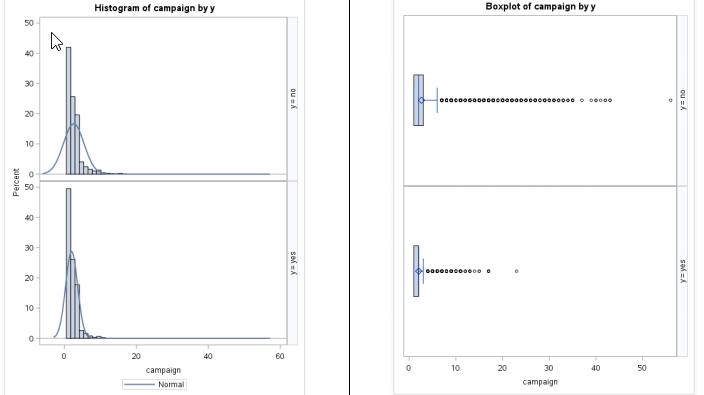 Histogram of campaign by y
50
40
30
20
10
0
y = no
Percent
50
40
30
20
10
0
y = yes
0 20 40 60
campaign
Normal
Boxplot of campaign by y
y = no
y = yes
0 10 20 30 40 50
campaign